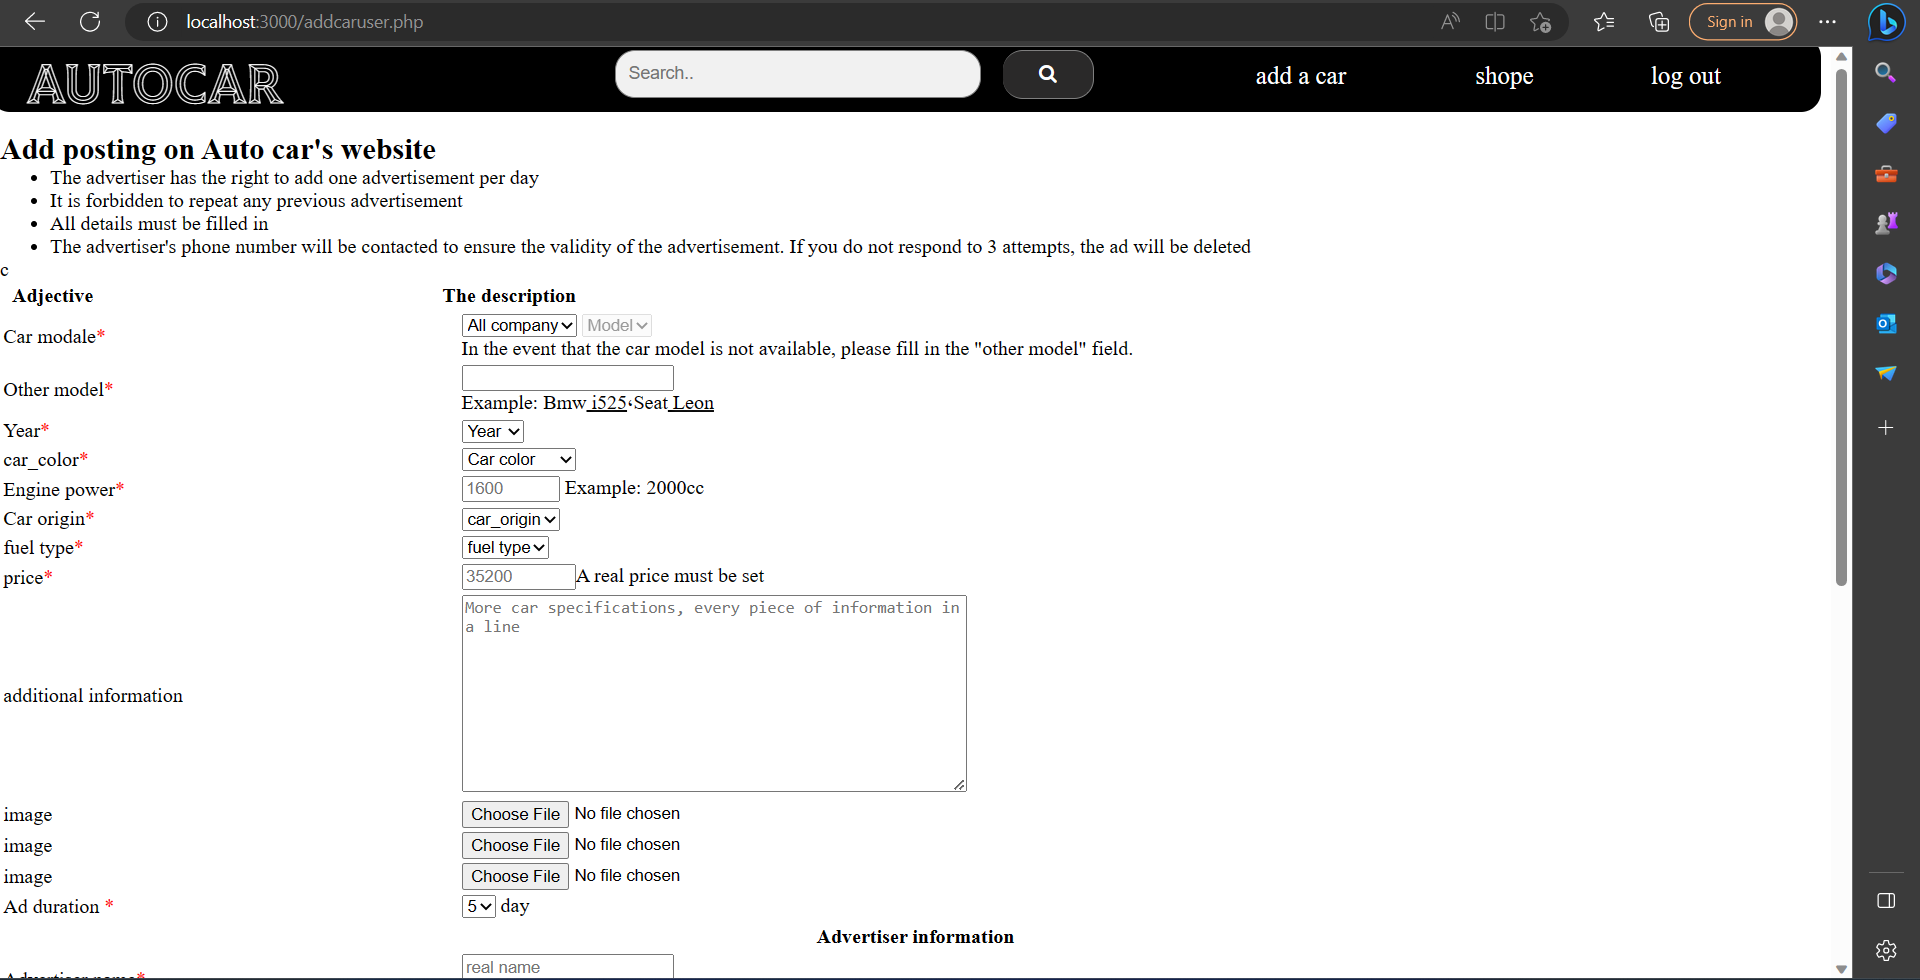 localhost:3000/addcaruser.php
Sign in
AUTOCAR
Search..
add a car
shope
log out
Add posting on Auto car's website
• The advertiser has the right to add one advertisement per day
• It is forbidden to repeat any previous advertisement
• All details must be filled in
• The advertiser's phone number will be contacted to ensure the validity of the advertisement. If you do not respond to 3 attempts, the ad will be deleted
c
Adjective The description
Car modale* All company Model
In the event that the car model is not available, please fill in the "other model" field.
Other model*
Example: Bmw i525،Seat Leon
Year* Year
car_color* Car color
Engine power* 1600 Example: 2000cc
Car origin* car_origin
fuel type* fuel type
price* 35200 A real price must be set
More car specifications, every piece of information in
a line
additional information
image Choose File No file chosen
image Choose File No file chosen
image Choose File No file chosen
Ad duration * 5 day
Advertiser information
Advertiser name* real name